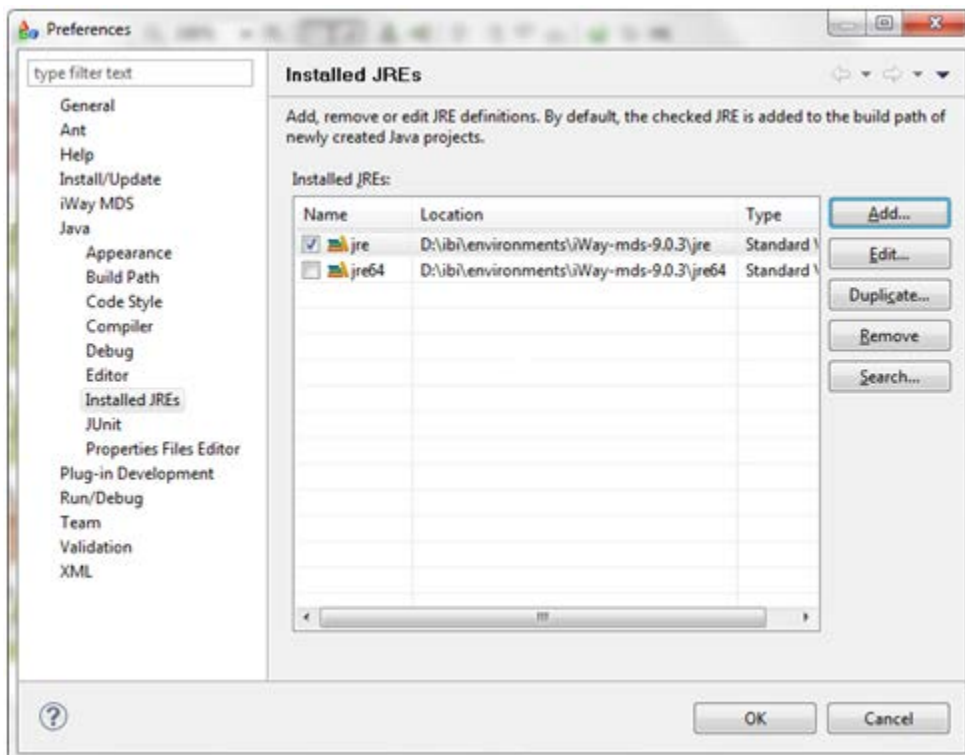 Preferences
type filter text
General
Ant
Help
Install/Update
iWay MDS
Java
Appearance
Build Path
Code Style
Compiler
Debug
Editor
Installed JREs
JUnit
Properties Files Editor
Plug-in Development
Run/Debug
Team
Validation
XML
Installed JREs
Add, remove or edit JRE definitions. By default, the checked JRE is added to the build path of
newly created Java projects.
Installed JREs:
Name Location Type
jre D:\ibi\environments\iWay-mds-9.0.3\jre Standard V
jre64 D:\ibi\environments\iWay-mds-9.0.3\jre64 Standard V
Add...
Edit...
Duplicate...
Remove
Search...
OK Cancel